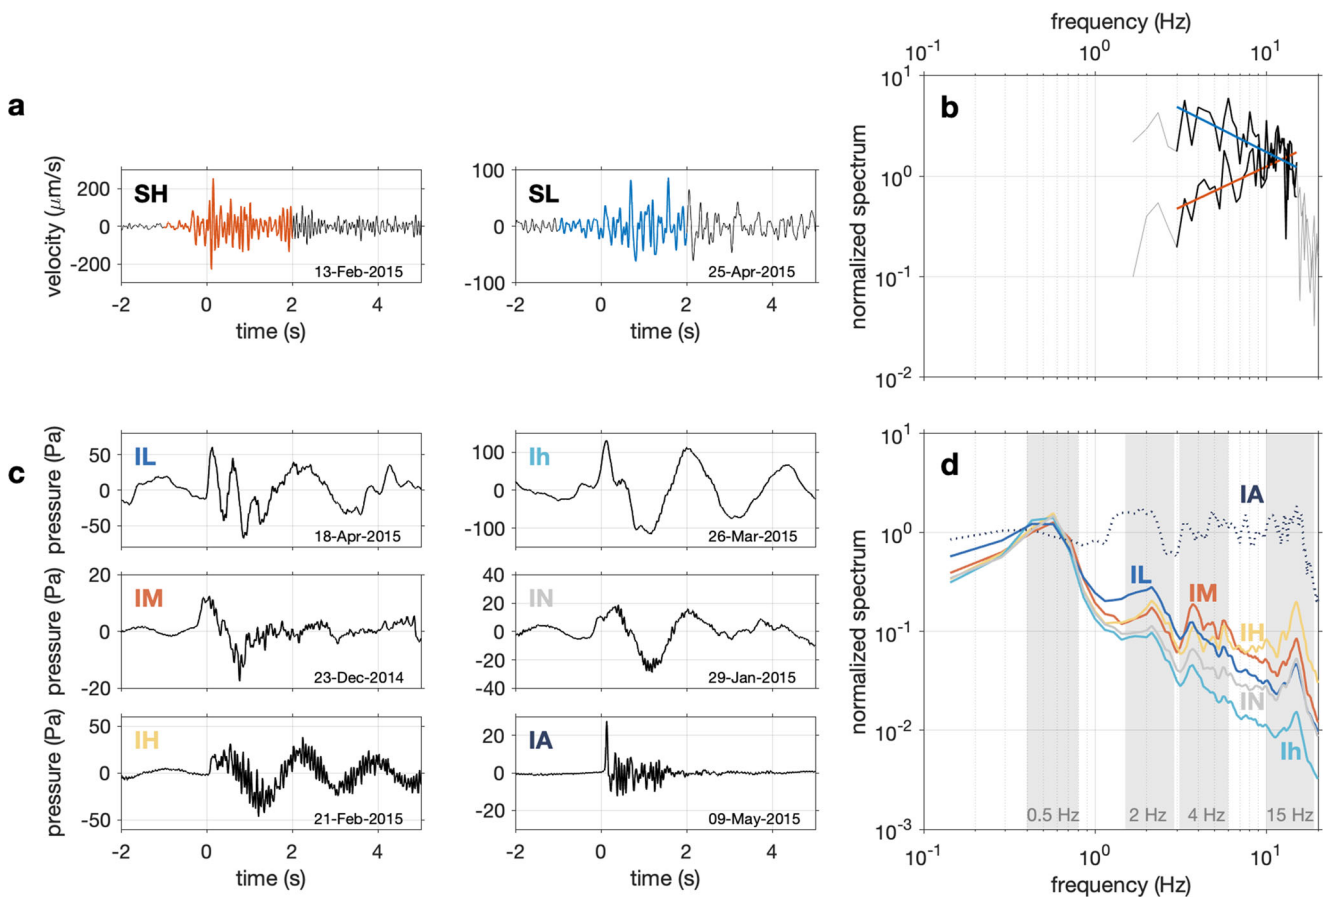 a
velocity (μm/s)
200
0
-200
SH
13-Feb-2015
-2 0 2 4
time (s)
100
0
-100
SL
25-Apr-2015
-2 0 2 4
time (s)
frequency (Hz)
10-1 100 101
b
normalized spectrum
101
100
10-1
10-2
c
pressure (Pa)
50
0
-50
IL
18-Apr-2015
100
0
-100
Ih
26-Mar-2015
pressure (Pa)
20
0
-20
IM
23-Dec-2014
40
20
0
-20
-40
IN
29-Jan-2015
pressure (Pa)
50
0
-50
IH
21-Feb-2015
-2 0 2 4
time (s)
20
0
-20
IA
09-May-2015
-2 0 2 4
time (s)
d
normalized spectrum
101
100
10-1
10-2
10-3
IA
IL
IM
IH
IN
Ih
0.5 Hz 2 Hz 4 Hz 15 Hz
10-1 100 101
frequency (Hz)